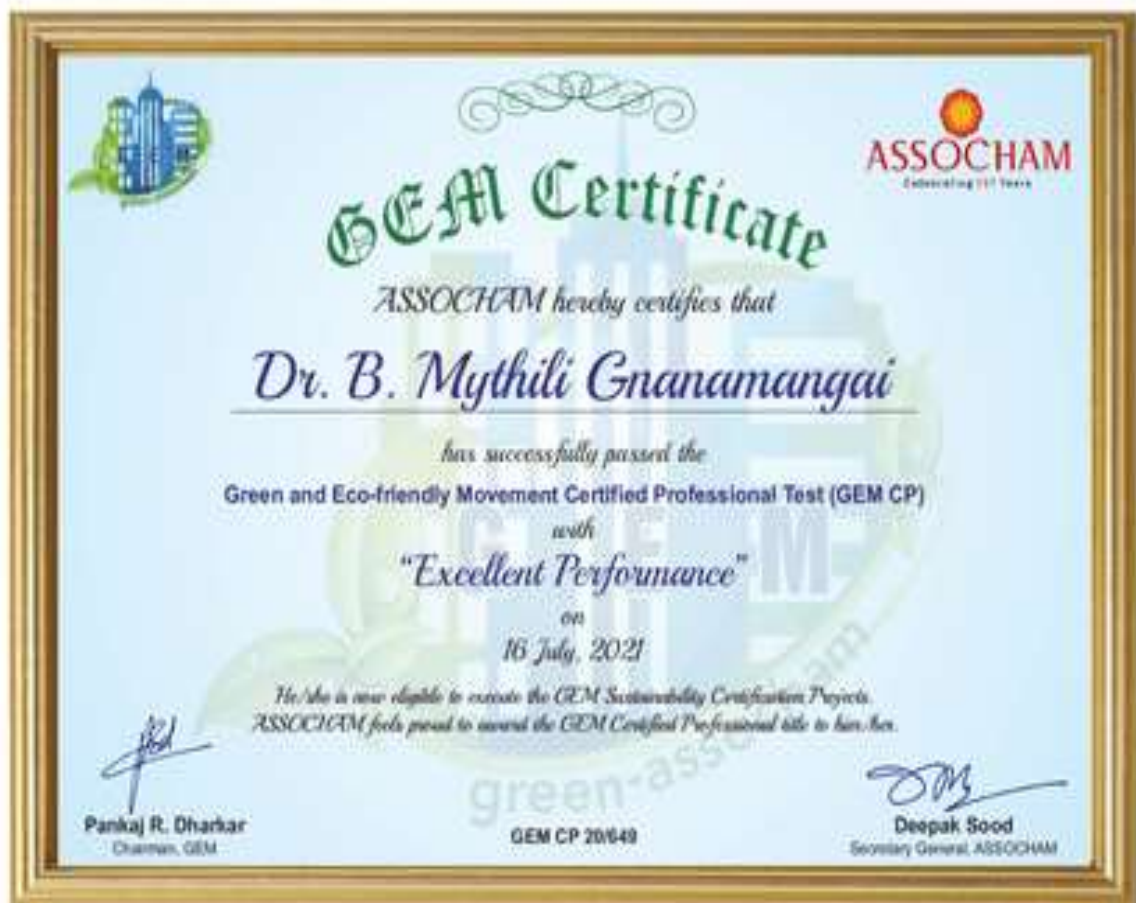 ASSOCHAM
GEM Certificate
ASSOCHAM hereby certifies that
Dr. B. Mythili Gnanamangai
has successfully passed the
Green and Eco-friendly Movement Certified Professional Test (GEM CP)
with
"Excellent Performance"
on
16 July, 2021
He/she is now eligible to execute the GEM Sustainability Certification Projects.
ASSOCHAM feels proud to award the GEM Certified Professional title to him/her.
GEM
green-assocham
Pankaj R. Dharkar
Chairman, GEM
GEM CP 20/649
Deepak Sood
Secretary General, ASSOCHAM